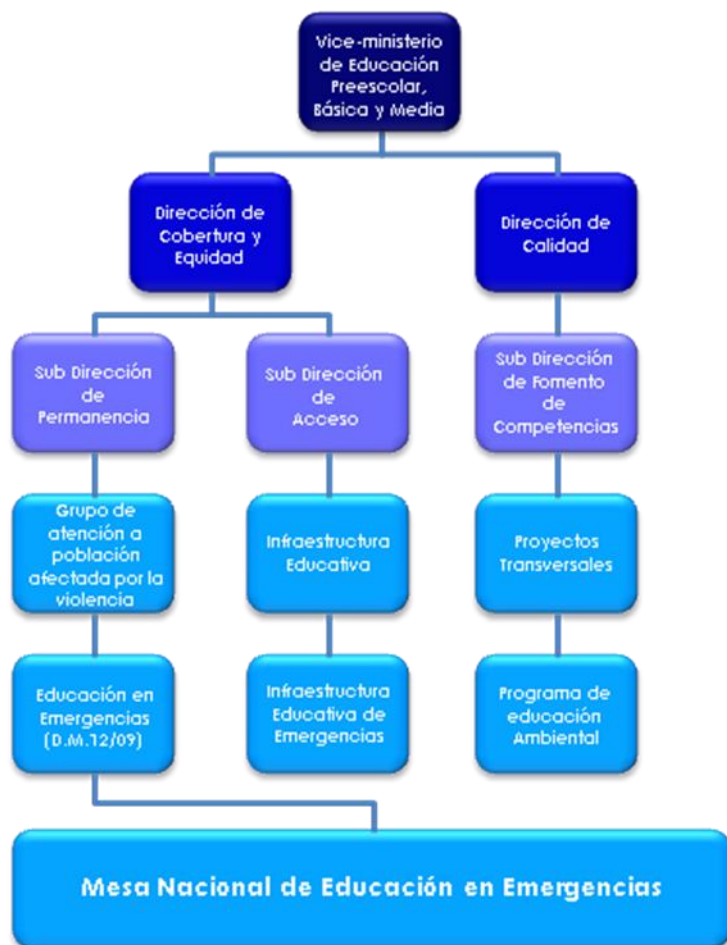 Vice-ministerio
de Educación
Preescolar,
Básica y Media
Dirección de
Cobertura y
Equidad
Dirección de
Calidad
Sub Dirección
de
Permanencia
Sub Dirección
de
Acceso
Sub Dirección
de Fomento
de
Competencias
Grupo de
atención a
población
afectada por la
violencia
Infraestructura
Educativa
Proyectos
Transversales
Educación en
Emergencias
(D.M.12/09)
Infraestructura
Educativa de
Emergencias
Programa de
educación
Ambiental
Mesa Nacional de Educación en Emergencias